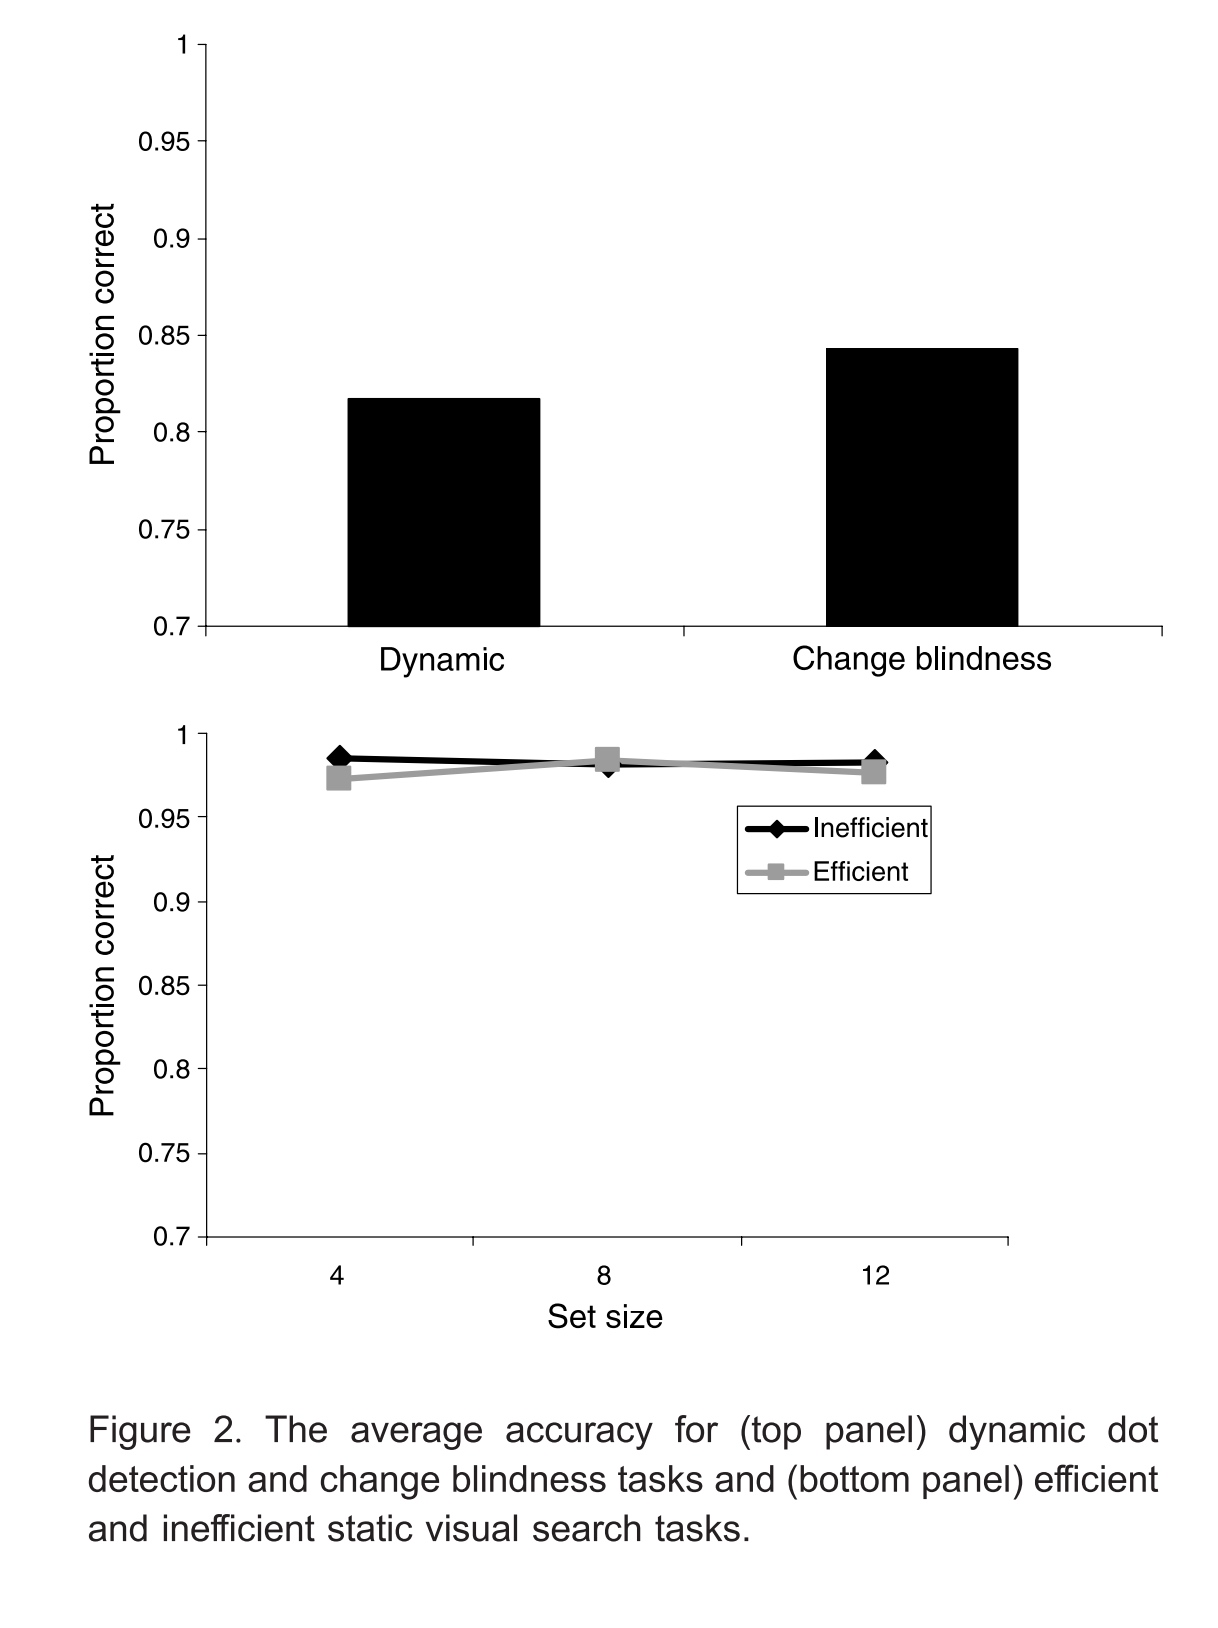 1
0.95
0.9
0.85
0.8
0.75
0.7
Proportion correct
Dynamic
Change blindness
1
0.95
0.9
0.85
0.8
0.75
0.7
Proportion correct
Inefficient
Efficient
4
8
12
Set size
Figure 2. The average accuracy for (top panel) dynamic dot
detection and change blindness tasks and (bottom panel) efficient
and inefficient static visual search tasks.